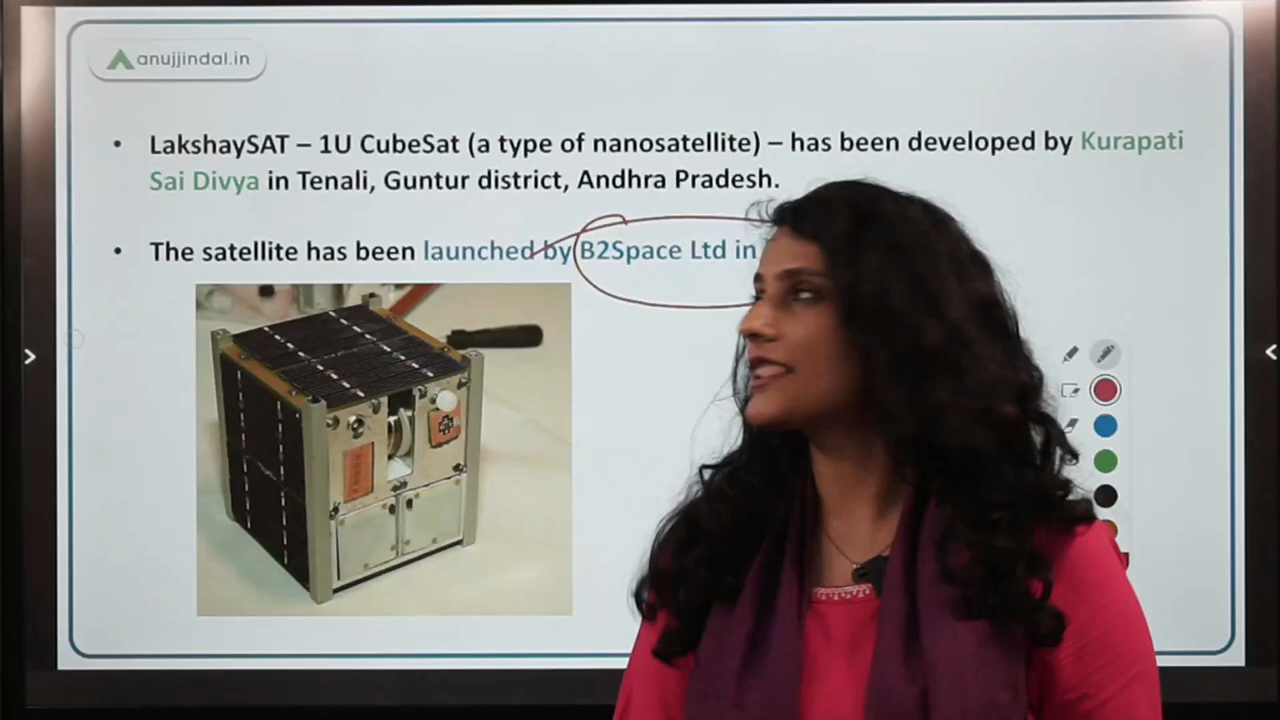 anujjindal.in
LakshaySAT – 1U CubeSat (a type of nanosatellite) – has been developed by Kurapati
Sai Divya in Tenali, Guntur district, Andhra Pradesh.
The satellite has been launched by B2Space Ltd in